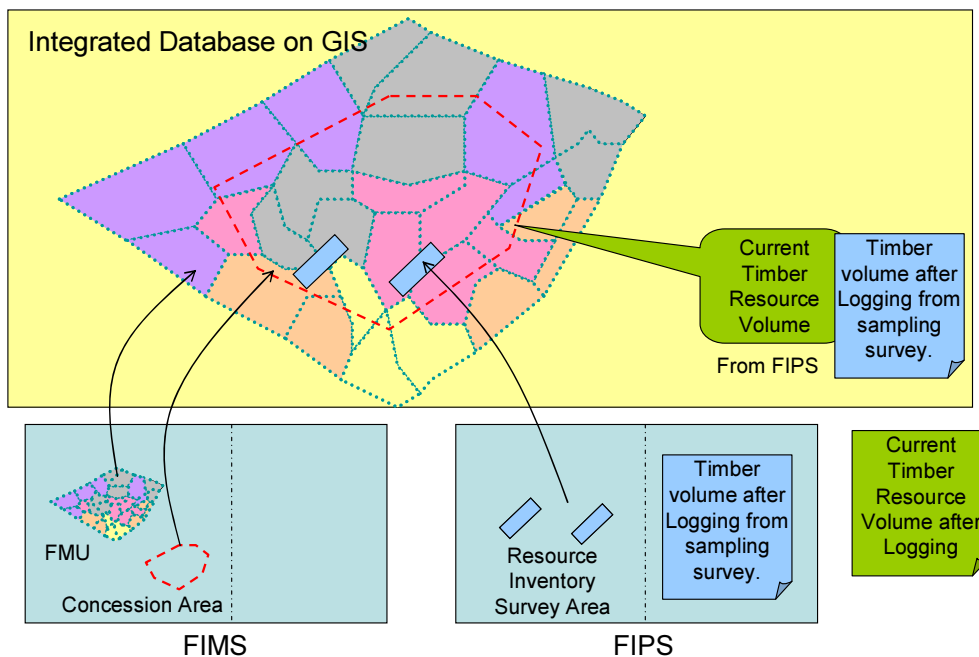 Integrated Database on GIS
Current
Timber
Resource
Volume
From FIPS
Timber
volume after
Logging from
sampling
survey.
FMU
Concession Area
FIMS
Resource
Inventory
Survey Area
Timber
volume after
Logging from
sampling
survey.
FIPS
Current
Timber
Resource
Volume after
Logging